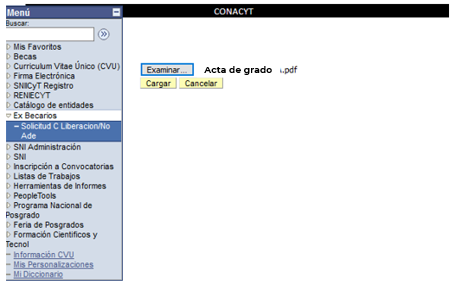 Menú
CONACYT
Buscar:
Mis Favoritos
Becas
Curriculum Vitae Único (CVU)
Firma Electrónica
SNIICyT Registro
RENIECYT
Catálogo de entidades
Ex Becarios
Solicitud C Liberacion/No
Ade
SNI Administración
SNI
Inscripción a Convocatorias
Listas de Trabajos
Herramientas de Informes
PeopleTools
Programa Nacional de
Posgrado
Feria de Posgrados
Formación Científicos y
Tecnol
Información CVU
Mis Personalizaciones
Mi Diccionario
Examinar... Acta de grado .pdf
Cargar Cancelar